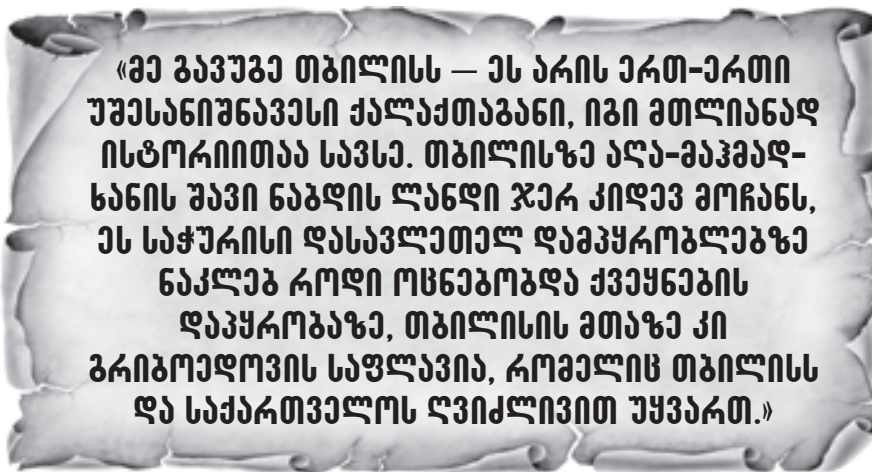 «მე გავუგე თბილისს — ეს არის ერთ-ერთი
უშესანიშნავესი ქალაქთაგანი, იგი მთლიანად
ისტორიითაა სავსე. თბილისზე აღა-მაჰმად-
ხანის შავი ნაბდის ლანდი ჯერ კიდევ მოჩანს,
ეს საჭურისი დასავლეთელ დამპყრობლებზე
ნაკლებ როდი ოცნებობდა ქვეყნების
დაპყრობაზე, თბილისის მთაზე კი
გრიბოედოვის საფლავია, რომელიც თბილისს
და საქართველოს ღვიძლივით უყვართ.»